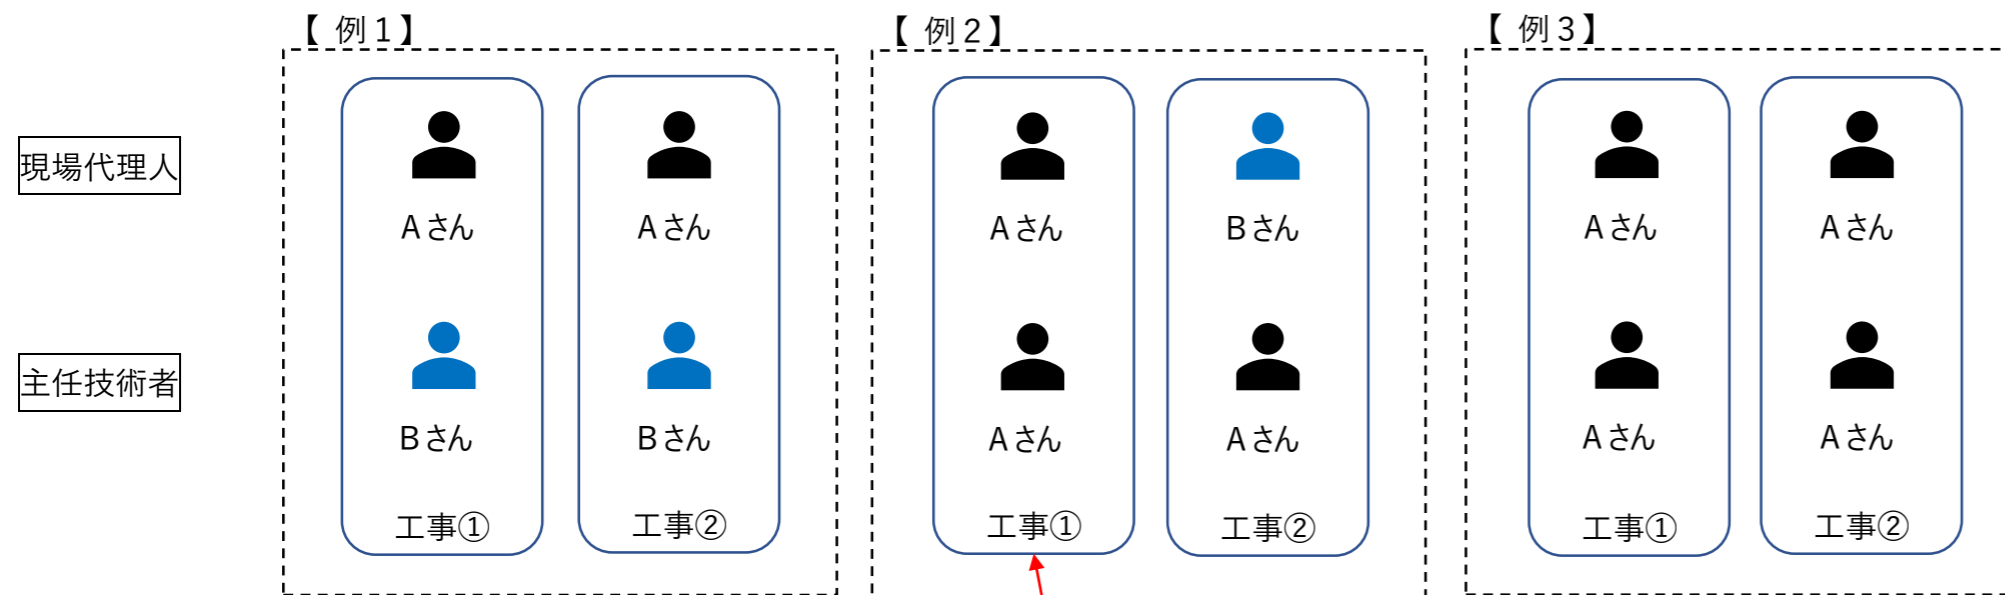 【 例１】
【 例２】
【 例３】
現場代理人
Aさん
Aさん
Aさん
Bさん
Aさん
Aさん
主任技術者
Bさん
Bさん
Aさん
Aさん
Aさん
Aさん
工事①
工事②
工事①
工事②
工事①
工事②